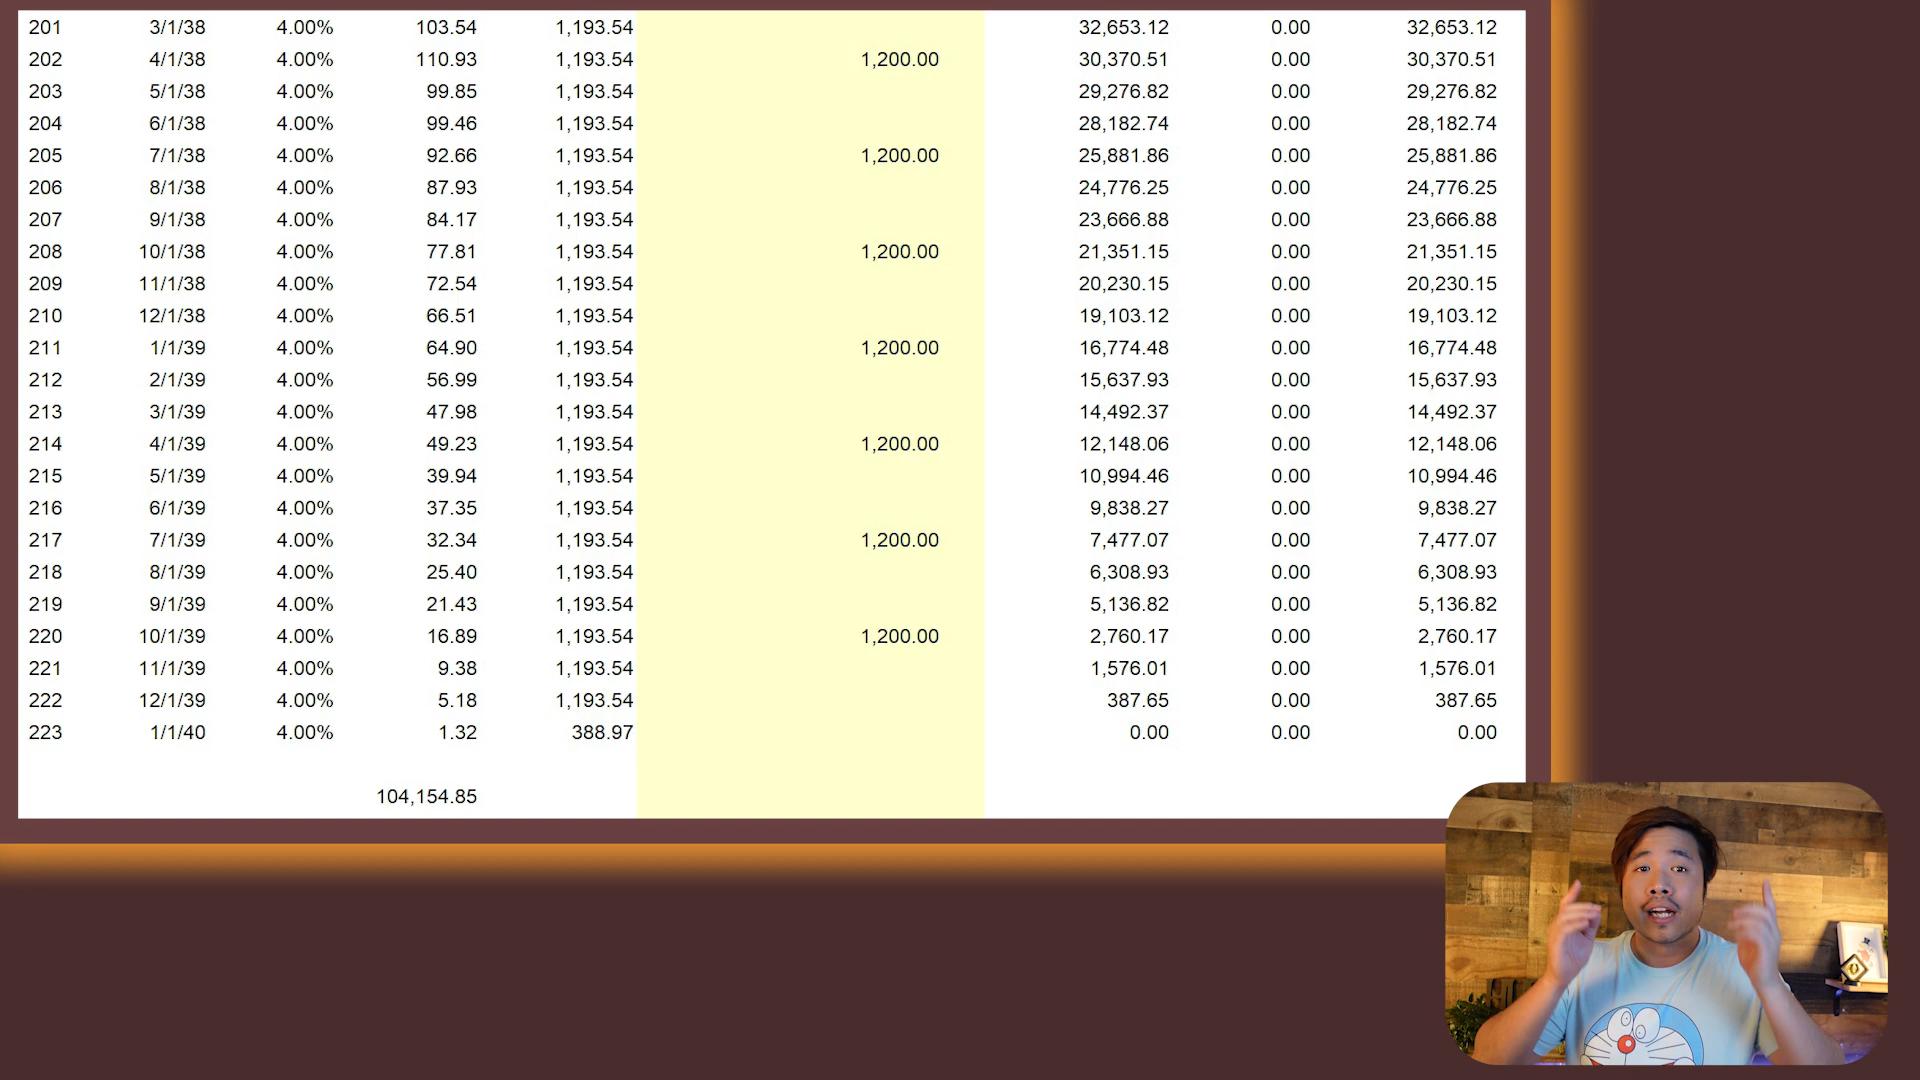 201 3/1/38 4.00% 103.54 1,193.54 32,653.12 0.00 32,653.12
202 4/1/38 4.00% 110.93 1,193.54 1,200.00 30,370.51 0.00 30,370.51
203 5/1/38 4.00% 99.85 1,193.54 29,276.82 0.00 29,276.82
204 6/1/38 4.00% 99.46 1,193.54 28,182.74 0.00 28,182.74
205 7/1/38 4.00% 92.66 1,193.54 1,200.00 25,881.86 0.00 25,881.86
206 8/1/38 4.00% 87.93 1,193.54 24,776.25 0.00 24,776.25
207 9/1/38 4.00% 84.17 1,193.54 23,666.88 0.00 23,666.88
208 10/1/38 4.00% 77.81 1,193.54 1,200.00 21,351.15 0.00 21,351.15
209 11/1/38 4.00% 72.54 1,193.54 20,230.15 0.00 20,230.15
210 12/1/38 4.00% 66.51 1,193.54 19,103.12 0.00 19,103.12
211 1/1/39 4.00% 64.90 1,193.54 1,200.00 16,774.48 0.00 16,774.48
212 2/1/39 4.00% 56.99 1,193.54 15,637.93 0.00 15,637.93
213 3/1/39 4.00% 47.98 1,193.54 14,492.37 0.00 14,492.37
214 4/1/39 4.00% 49.23 1,193.54 1,200.00 12,148.06 0.00 12,148.06
215 5/1/39 4.00% 39.94 1,193.54 10,994.46 0.00 10,994.46
216 6/1/39 4.00% 37.35 1,193.54 9,838.27 0.00 9,838.27
217 7/1/39 4.00% 32.34 1,193.54 1,200.00 7,477.07 0.00 7,477.07
218 8/1/39 4.00% 25.40 1,193.54 6,308.93 0.00 6,308.93
219 9/1/39 4.00% 21.43 1,193.54 5,136.82 0.00 5,136.82
220 10/1/39 4.00% 16.89 1,193.54 1,200.00 2,760.17 0.00 2,760.17
221 11/1/39 4.00% 9.38 1,193.54 1,576.01 0.00 1,576.01
222 12/1/39 4.00% 5.18 1,193.54 387.65 0.00 387.65
223 1/1/40 4.00% 1.32 388.97 0.00 0.00 0.00
104,154.85